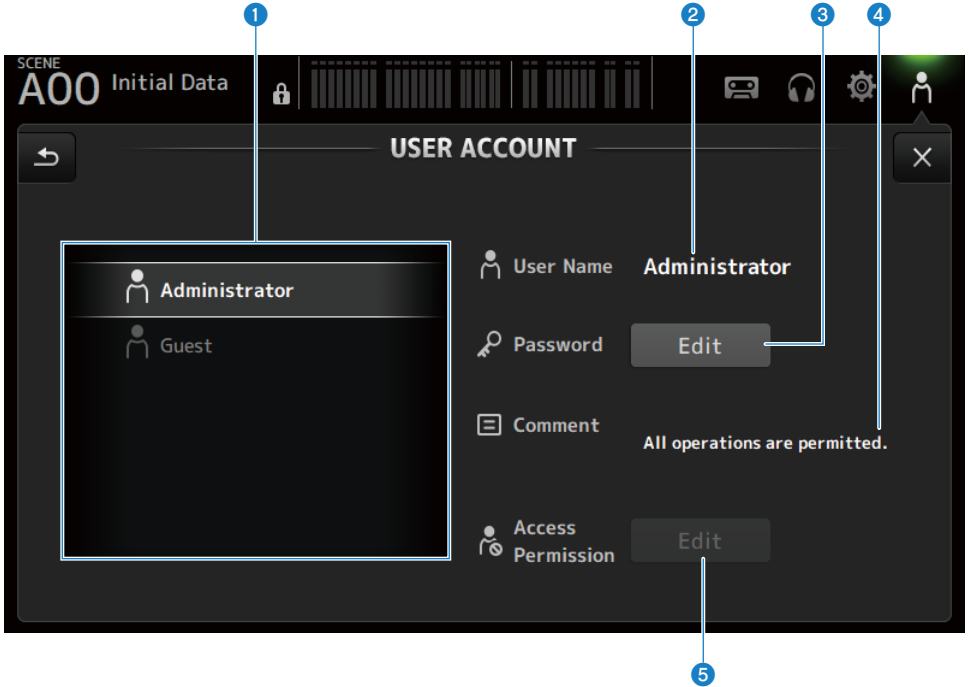 1 2 3 4
SCENE
A00 Initial Data
USER ACCOUNT
Administrator
Guest
User Name Administrator
Password Edit
Comment
All operations are permitted.
Access
Permission
Edit
5